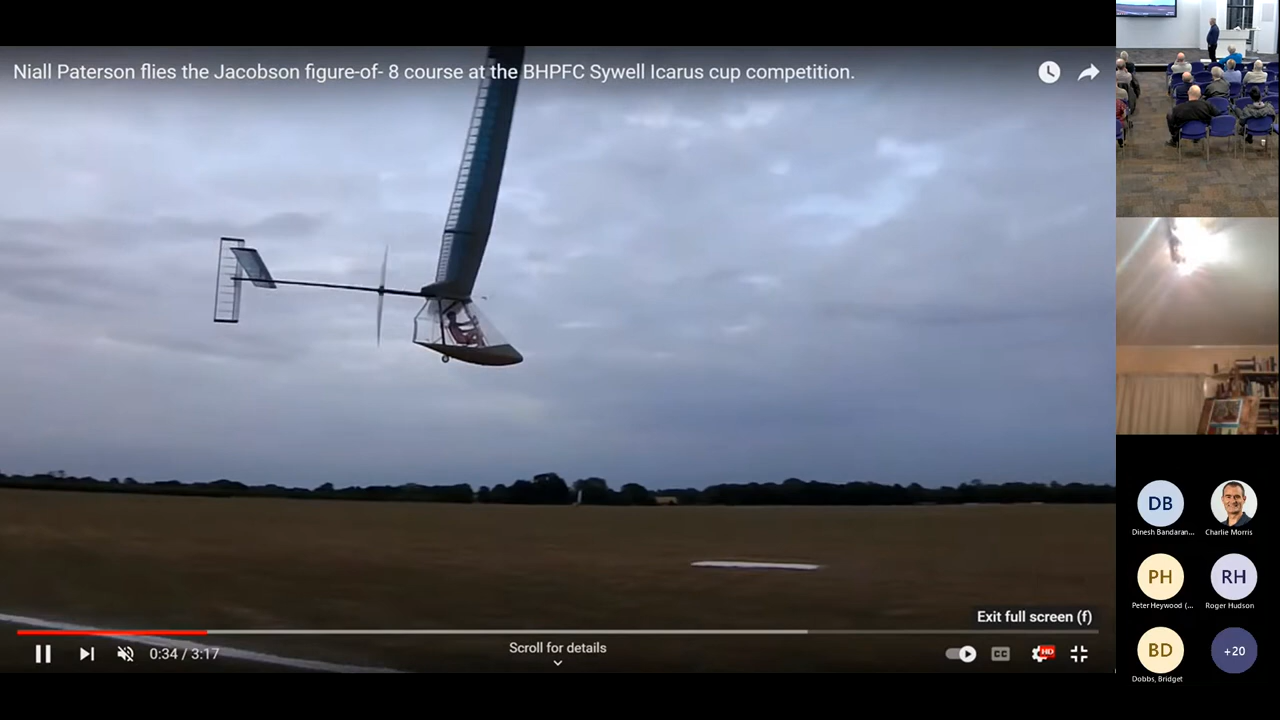 Niall Paterson flies the Jacobson figure-of- 8 course at the BHPFC Sywell Icarus cup competition.
Exit full screen (f)
Scroll for details
0:34 / 3:17
CC
HD
DB
Dinesh Bandaran...
Charlie Morris
PH
Peter Heywood (...
RH
Roger Hudson
BD
Dobbs, Bridget
+20